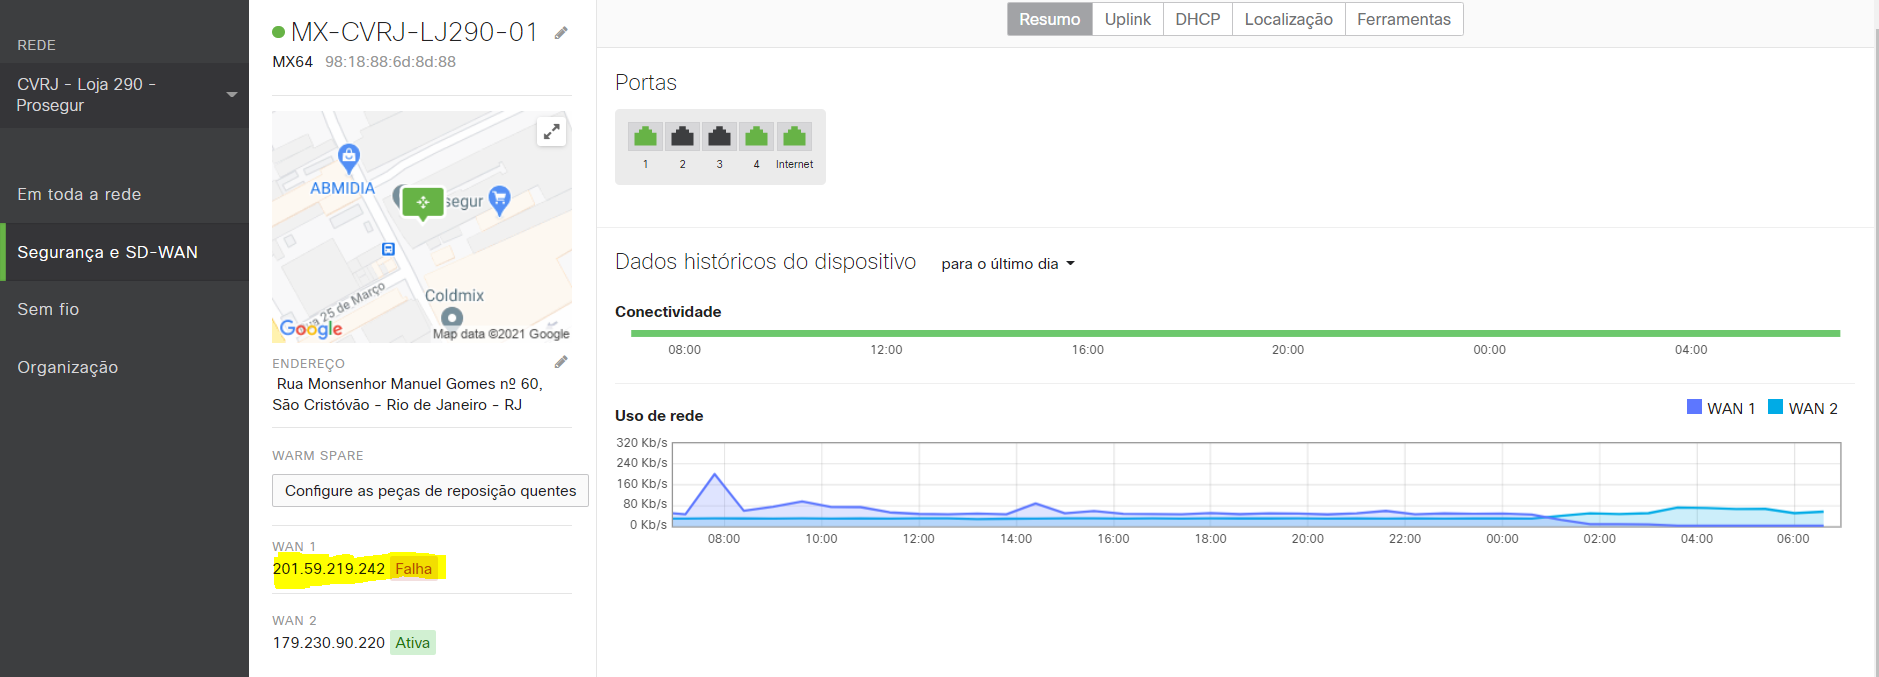 REDE
CVRJ - Loja 290 -
Prosegur
Em toda a rede
Segurança e SD-WAN
Sem fio
Organização
MX-CVRJ-LJ290-01
MX64 98:18:88:6d:8d:88
ABMIDIA
segur
Coldmix
ua 25 de Março
Google
Map data ©2021 Google
ENDEREÇO
Rua Monsenhor Manuel Gomes nº 60,
São Cristóvão - Rio de Janeiro - RJ
WARM SPARE
Configure as peças de reposição quentes
WAN 1
201.59.219.242 Falha
WAN 2
179.230.90.220 Ativa
Resumo Uplink DHCP Localização Ferramentas
Portas
1 2 3 4 Internet
Dados históricos do dispositivo para o último dia
Conectividade
08:00 12:00 16:00 20:00 00:00 04:00
Uso de rede
WAN 1 WAN 2
320 Kb/s
240 Kb/s
160 Kb/s
80 Kb/s
0 Kb/s
08:00 10:00 12:00 14:00 16:00 18:00 20:00 22:00 00:00 02:00 04:00 06:00